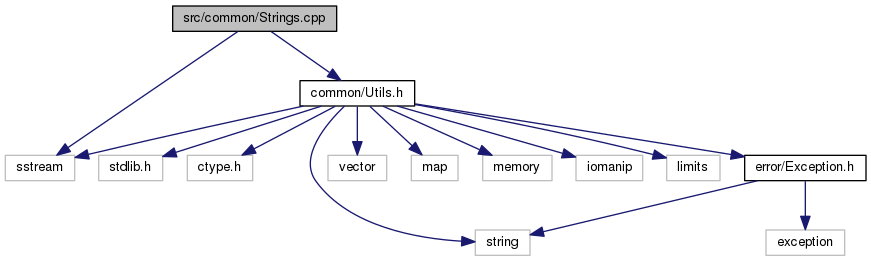 src/common/Strings.cpp
common/Utils.h
sstream
stdlib.h
ctype.h
vector
map
memory
iomanip
limits
error/Exception.h
string
exception